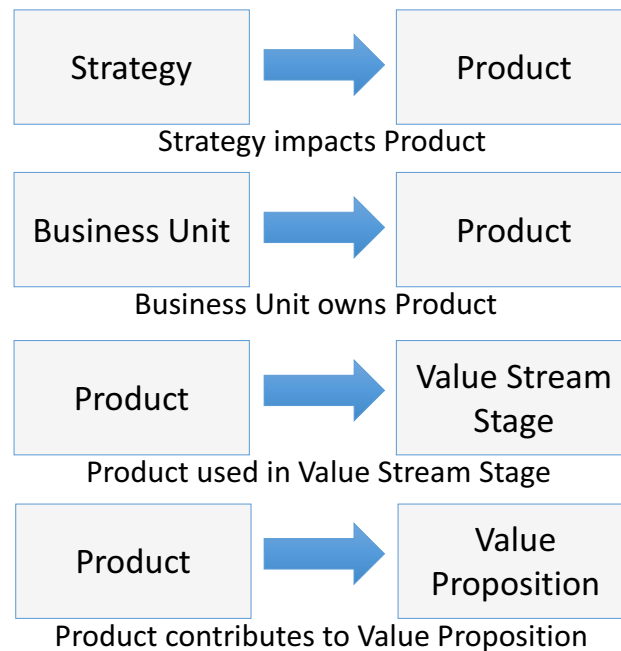 Strategy
Product
Strategy impacts Product
Business Unit
Product
Business Unit owns Product
Product
Value Stream
Stage
Product used in Value Stream Stage
Product
Value
Proposition
Product contributes to Value Proposition